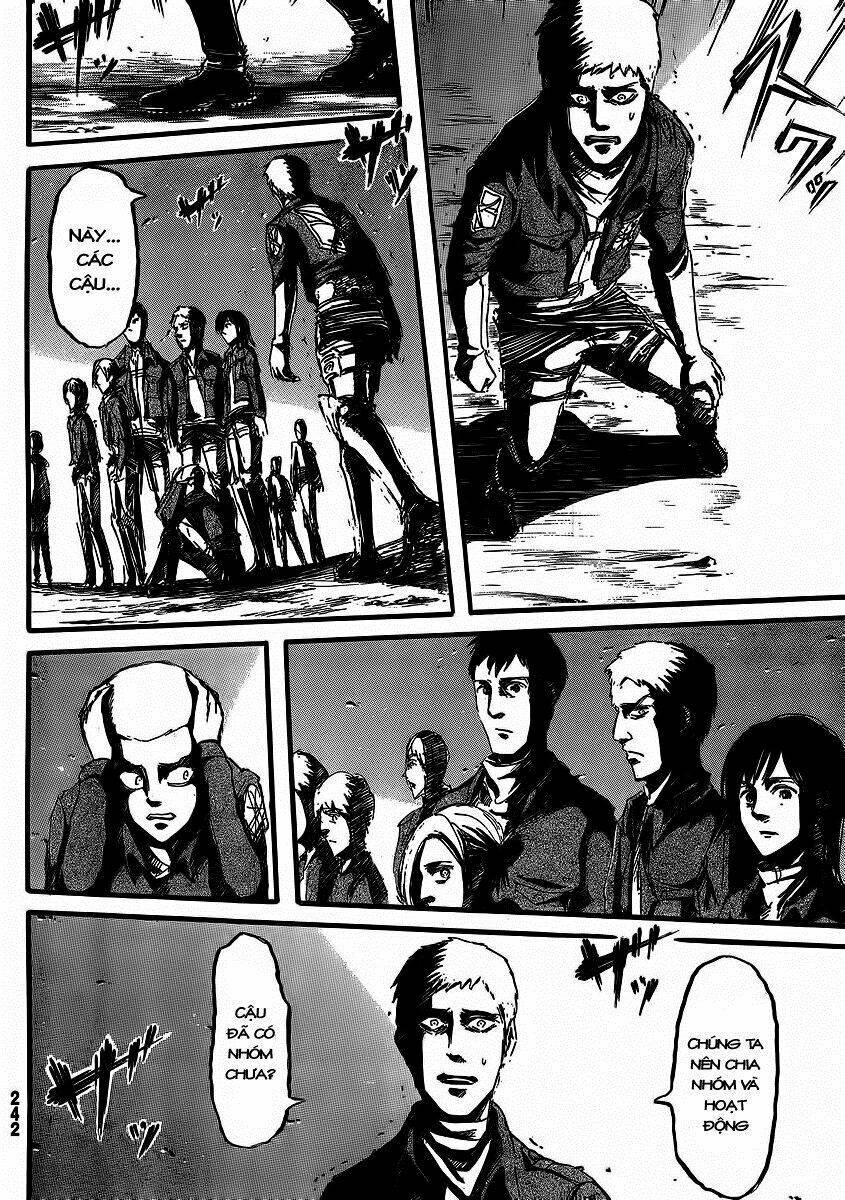 NÀY...
CÁC
CẬU...
CHÚNG TA
NÊN CHIA
NHÓM VÀ
HOẠT
ĐỘNG
CẬU
ĐÃ CÓ
NHÓM
CHƯA?
242